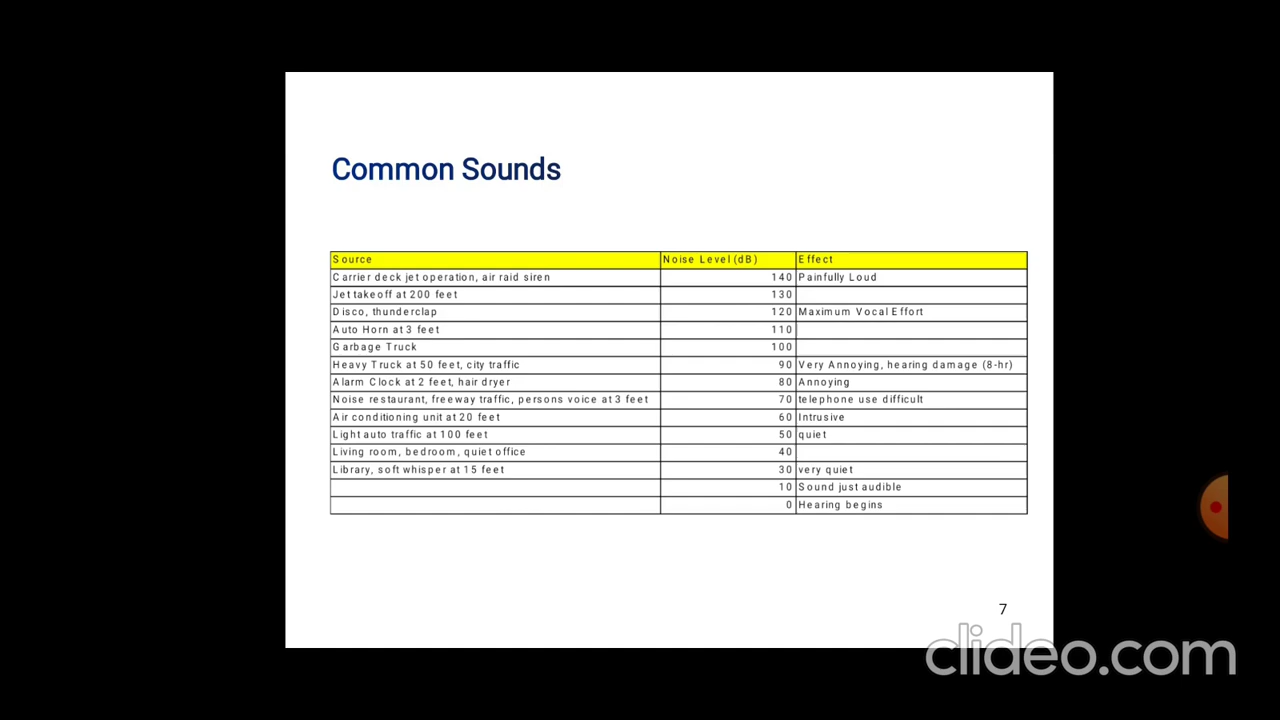 Common Sounds
Source Noise Level (dB) Effect
Carrier deck jet operation, air raid siren 140 Painfully Loud
Jet takeoff at 200 feet 130
Disco, thunderclap 120 Maximum Vocal Effort
Auto Horn at 3 feet 110
Garbage Truck 100
Heavy Truck at 50 feet, city traffic 90 Very Annoying, hearing damage (8-hr)
Alarm Clock at 2 feet, hair dryer 80 Annoying
Noise restaurant, freeway traffic, persons voice at 3 feet 70 telephone use difficult
Air conditioning unit at 20 feet 60 Intrusive
Light auto traffic at 100 feet 50 quiet
Living room, bedroom, quiet office 40
Library, soft whisper at 15 feet 30 very quiet
10 Sound just audible
0 Hearing begins
7
clideo.com